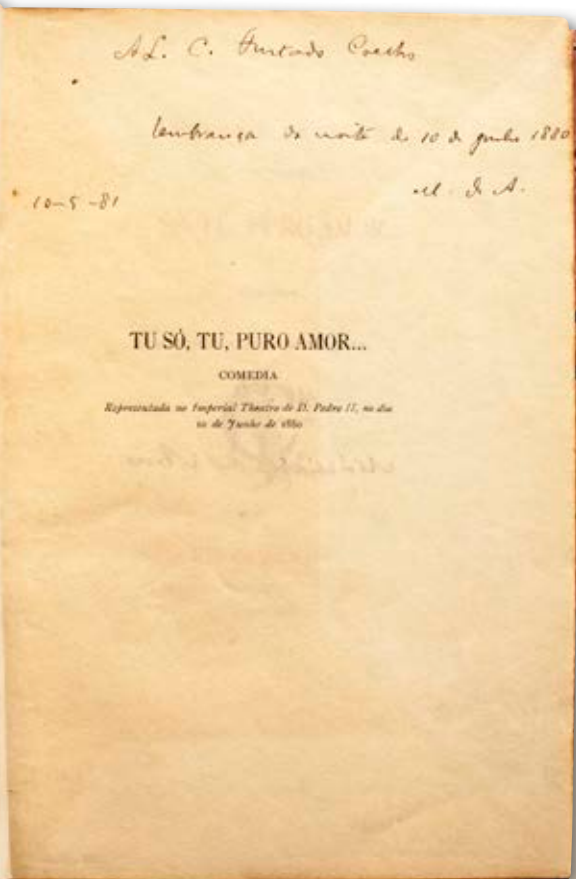 A L. C. Furtado Coelho
lembrança da noite de 10 de junho 1880
M. de A.
10-5-81
TU SÓ, TU, PURO AMOR...
COMEDIA
Representada no Imperial Theatro de D. Pedro II, no dia
10 de Junho de 1880